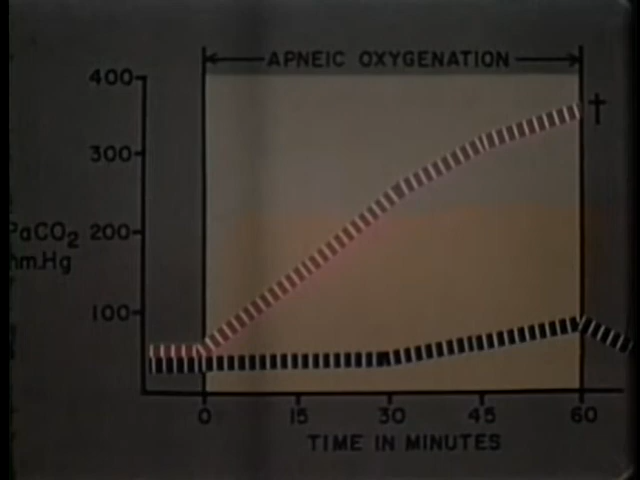 APNEIC OXYGENATION
400
†
300
PaCO2 200
mm.Hg
100
0 15 30 45 60
TIME IN MINUTES